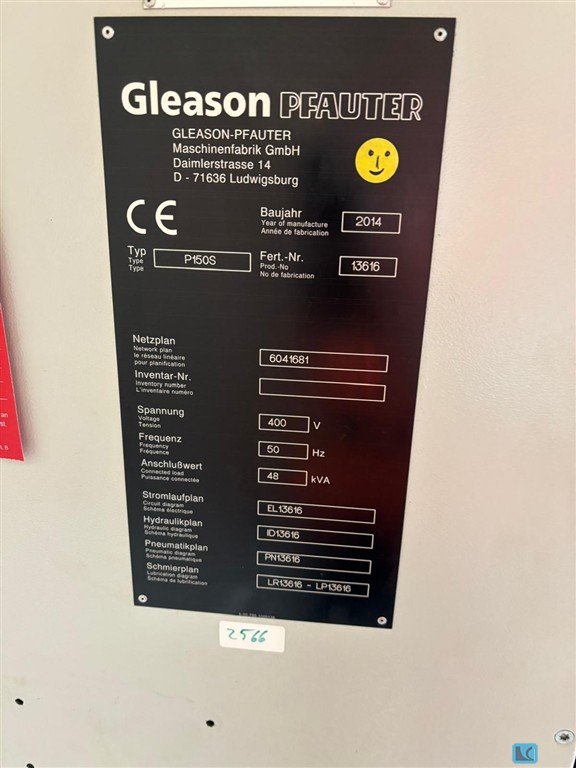 Gleason PFAUTER
GLEASON-PFAUTER
Maschinenfabrik GmbH
Daimlerstrasse 14
D - 71636 Ludwigsburg
CE
Baujahr
Year of manufacture
Année de fabrication
2014
Typ
Type
Type
P150S
Fert.-Nr.
Prod.-No
No de fabrication
13616
Netzplan
Network plan
le réseau linéaire
pour planification
6041681
Inventar-Nr.
Inventory number
L'inventaire numéro
Spannung
Voltage
Tension
400 V
Frequenz
Frequency
Fréquence
50 Hz
Anschlußwert
Connected load
Puissance connectée
48 kVA
Stromlaufplan
Circuit diagram
Schéma électrique
EL13616
Hydraulikplan
Hydraulic diagram
Schéma hydraulique
ID13616
Pneumatikplan
Pneumatic diagram
Schéma pneumatique
PN13616
Schmierplan
Lubrication diagram
Schéma de lubrification
LR13616 - LP13616
2566